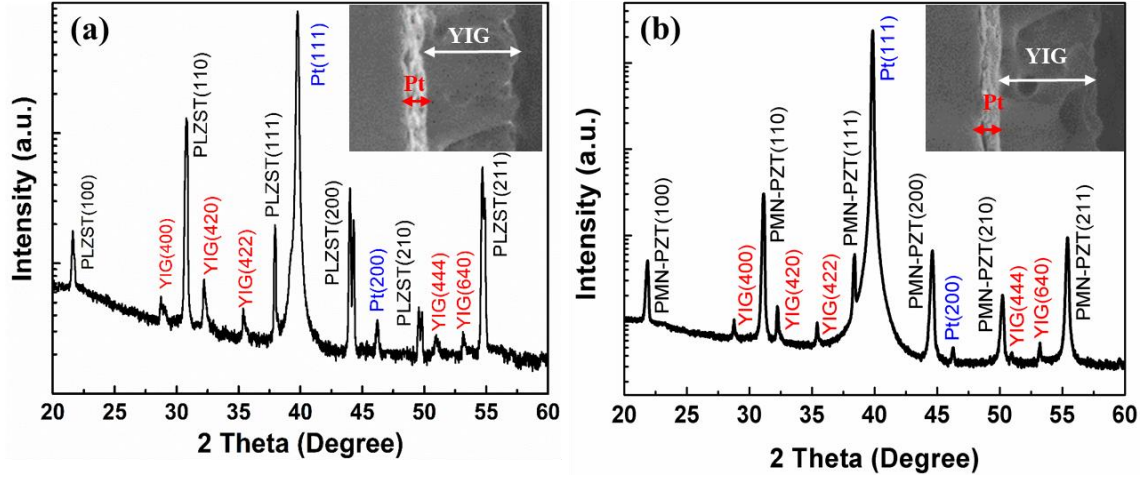 (a)
Intensity (a.u.)
PLZST(100)
YIG(400)
PLZST(110)
YIG(420)
YIG(422)
PLZST(111)
Pt(111)
PLZST(200)
Pt(200)
PLZST(210)
YIG(444)
YIG(640)
PLZST(211)
YIG
Pt
20 25 30 35 40 45 50 55 60
2 Theta (Degree)
(b)
Intensity (a.u.)
PMN-PZT(100)
YIG(400)
PMN-PZT(110)
YIG(420)
YIG(422)
PMN-PZT(111)
Pt(111)
PMN-PZT(200)
Pt(200)
PMN-PZT(210)
YIG(444)
YIG(640)
PMN-PZT(211)
YIG
Pt
20 25 30 35 40 45 50 55 60
2 Theta (Degree)